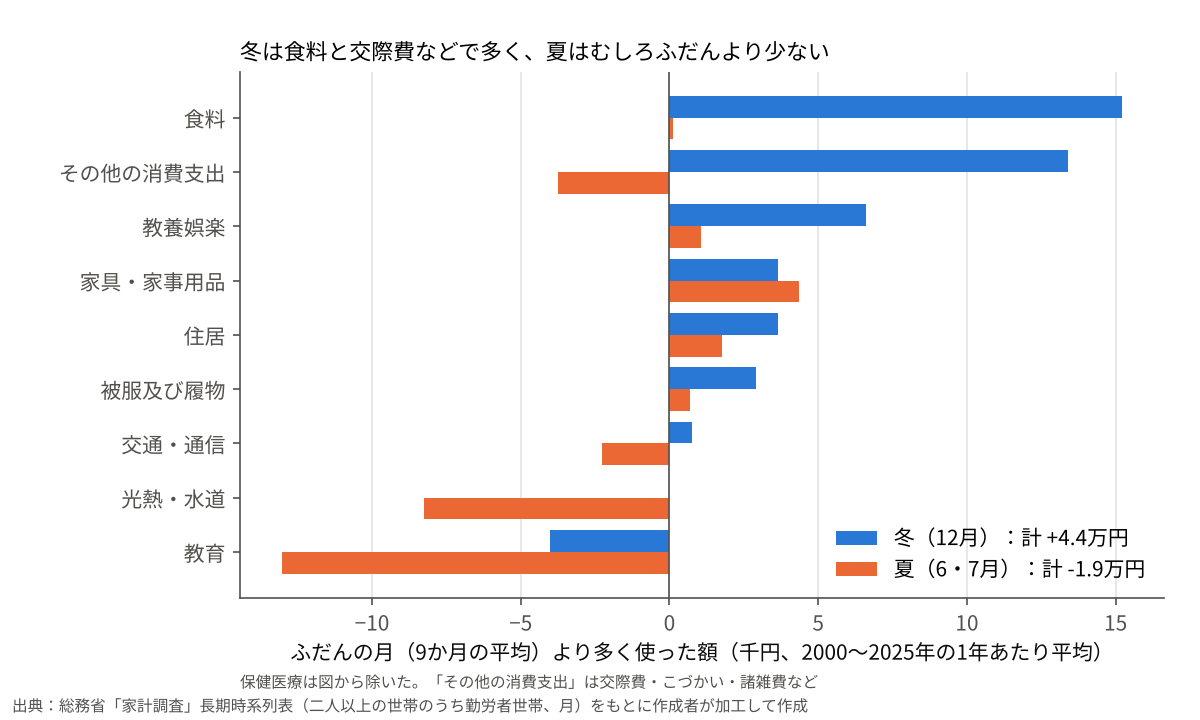 冬は食料と交際費などで多く、夏はむしろふだんより少ない
食料
その他の消費支出
教養娯楽
家具・家事用品
住居
被服及び履物
交通・通信
光熱・水道
教育
冬（12月）：計 +4.4万円
夏（6・7月）：計 -1.9万円
−10 −5 0 5 10 15
ふだんの月（9か月の平均）より多く使った額（千円、2000〜2025年の1年あたり平均）
保健医療は図から除いた。「その他の消費支出」は交際費・こづかい・諸雑費など
出典：総務省「家計調査」長期時系列表（二人以上の世帯のうち勤労者世帯、月）をもとに作成者が加工して作成